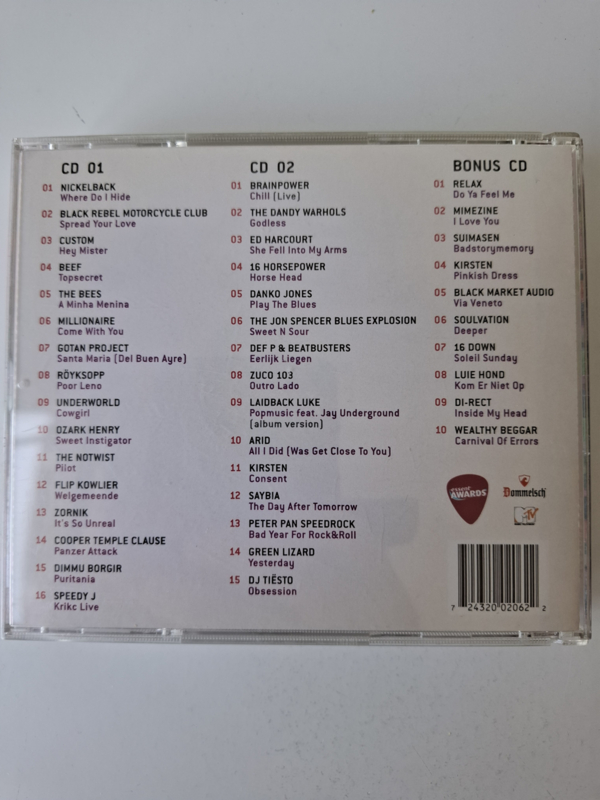 CD 01
01 NICKELBACK
Where Do I Hide
02 BLACK REBEL MOTORCYCLE CLUB
Spread Your Love
03 CUSTOM
Hey Mister
04 BEEF
Topsecret
05 THE BEES
A Minha Menina
06 MILLIONAIRE
Come With You
07 GOTAN PROJECT
Santa Maria (Del Buen Ayre)
08 RÖYKSOPP
Poor Leno
09 UNDERWORLD
Cowgirl
10 OZARK HENRY
Sweet Instigator
11 THE NOTWIST
Pilot
12 FLIP KOWLIER
Welgemeende
13 ZORNIK
It's So Unreal
14 COOPER TEMPLE CLAUSE
Panzer Attack
15 DIMMU BORGIR
Puritania
16 SPEEDY J
Krikc Live
CD 02
01 BRAINPOWER
Chill (Live)
02 THE DANDY WARHOLS
Godless
03 ED HARCOURT
She Fell Into My Arms
04 16 HORSEPOWER
Horse Head
05 DANKO JONES
Play The Blues
06 THE JON SPENCER BLUES EXPLOSION
Sweet N Sour
07 DEF P & BEATBUSTERS
Eerlijk Liegen
08 ZUCO 103
Outro Lado
09 LAIDBACK LUKE
Popmusic feat. Jay Underground
(album version)
10 ARID
All I Did (Was Get Close To You)
11 KIRSTEN
Consent
12 SAYBIA
The Day After Tomorrow
13 PETER PAN SPEEDROCK
Bad Year For Rock&Roll
14 GREEN LIZARD
Yesterday
15 DJ TIËSTO
Obsession
BONUS CD
01 RELAX
Do Ya Feel Me
02 MIMEZINE
I Love You
03 SUIMASEN
Badstorymemory
04 KIRSTEN
Pinkish Dress
05 BLACK MARKET AUDIO
Via Veneto
06 SOULVATION
Deeper
07 16 DOWN
Soleil Sunday
08 LUIE HOND
Kom Er Niet Op
09 DI-RECT
Inside My Head
10 WEALTHY BEGGAR
Carnival Of Errors
AWARDS
Dommelsch
MTV
7 24320 02062 2